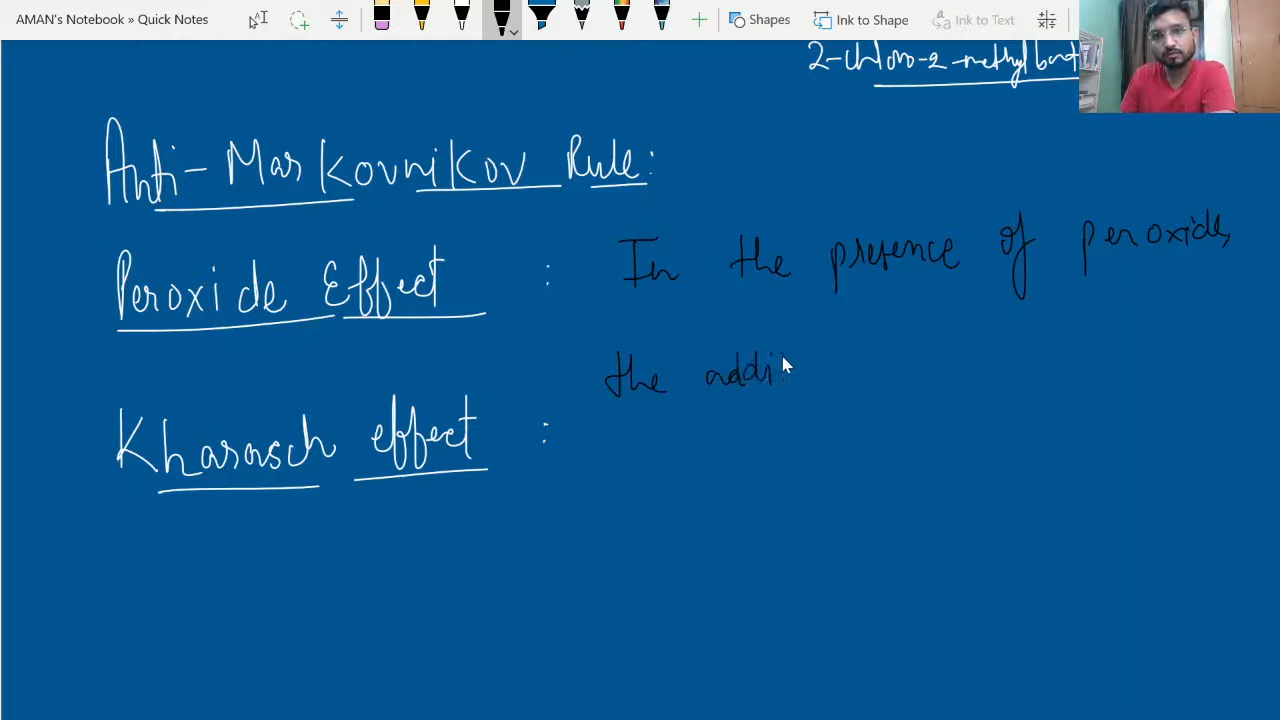 AMAN's Notebook » Quick Notes
Shapes
Ink to Shape
Ink to Text
2-chloro-2-methylbut
Anti-Markovnikov Rule:
Peroxide Effect : In the presence of peroxide,
the addi
Kharasch effect :